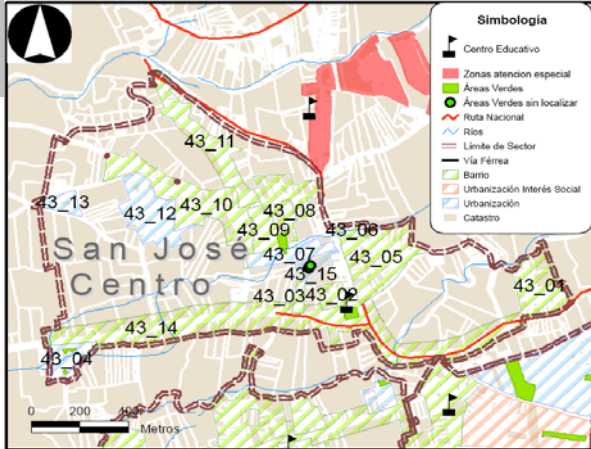 Simbología
Centro Educativo
Zonas atencion especial
Áreas Verdes
Áreas Verdes sin localizar
Ruta Nacional
Ríos
Límite de Sector
Vía Férrea
Barrio
Urbanización Interés Social
Urbanización
Catastro
43_11
43_13
43_12
43_10
43_08
43_09
43_06
43_07
43_05
San José
Centro
43_15
43_03
43_02
43_01
43_14
43_04
0 200 400
Metros